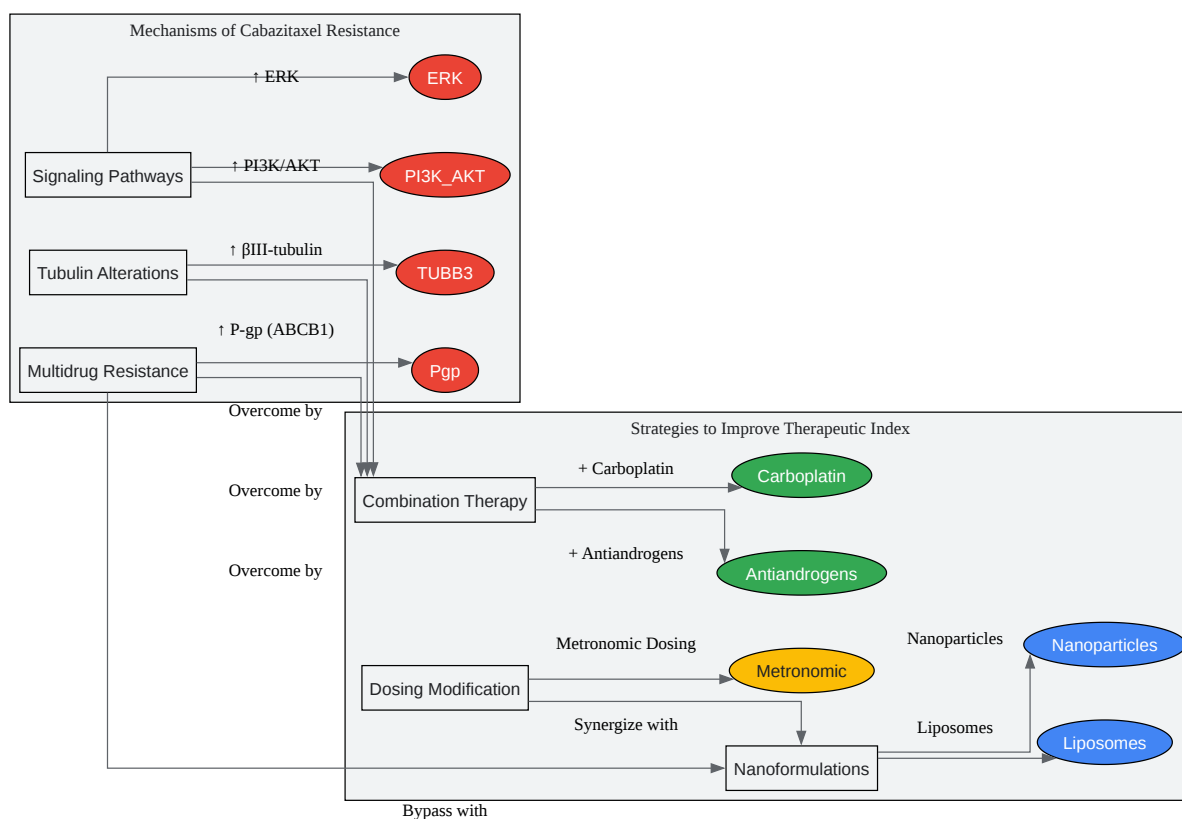 Mechanisms of Cabazitaxel Resistance
↑ ERK
ERK
Signaling Pathways
↑ PI3K/AKT
PI3K_AKT
↑ βIII-tubulin
Tubulin Alterations
TUBB3
↑ P-gp (ABCB1)
Multidrug Resistance
Pgp
Overcome by
Strategies to Improve Therapeutic Index
+ Carboplatin
Carboplatin
Overcome by
Combination Therapy
+ Antiandrogens
Antiandrogens
Overcome by
Metronomic Dosing
Nanoparticles
Nanoparticles
Dosing Modification
Metronomic
Synergize with
Liposomes
Liposomes
Nanoformulations
Bypass with